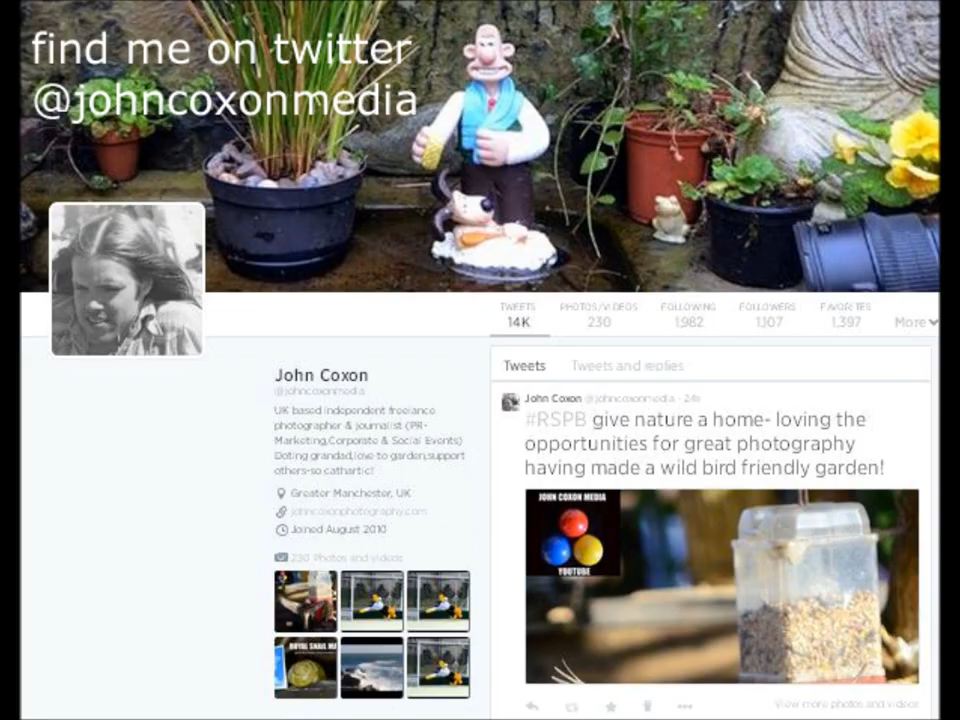 find me on twitter
@johncoxonmedia
TWEETS
14K
PHOTOS/VIDEOS
230
FOLLOWING
1,982
FOLLOWERS
1,107
FAVORITES
1,397
More
John Coxon
@johncoxonmedia
UK based independent freelance
photographer & journalist (PR-
Marketing,Corporate & Social Events)
Doting grandad,love to garden,support
others-so cathartic!
Greater Manchester, UK
johncoxonphotography.com
Joined August 2010
230 Photos and videos
ROYAL SNAIL MA
Tweets
Tweets and replies
John Coxon @johncoxonmedia · 24h
#RSPB give nature a home- loving the
opportunities for great photography
having made a wild bird friendly garden!
JOHN COXON MEDIA
YOUTUBE
View more photos and videos